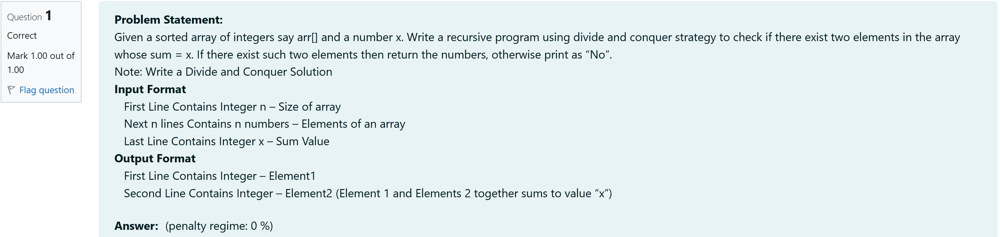 Question 1
Correct
Mark 1.00 out of
1.00
Flag question
Problem Statement:
Given a sorted array of integers say arr[] and a number x. Write a recursive program using divide and conquer strategy to check if there exist two elements in the array
whose sum = x. If there exist such two elements then return the numbers, otherwise print as “No”.
Note: Write a Divide and Conquer Solution
Input Format
First Line Contains Integer n – Size of array
Next n lines Contains n numbers – Elements of an array
Last Line Contains Integer x – Sum Value
Output Format
First Line Contains Integer – Element1
Second Line Contains Integer – Element2 (Element 1 and Elements 2 together sums to value “x”)
Answer: (penalty regime: 0 %)